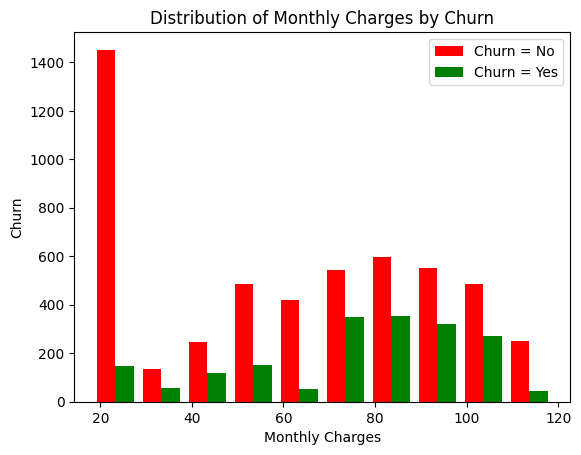 Distribution of Monthly Charges by Churn
Churn = No
Churn = Yes
1400
1200
1000
800
600
400
200
0
Churn
20
40
60
80
100
120
Monthly Charges